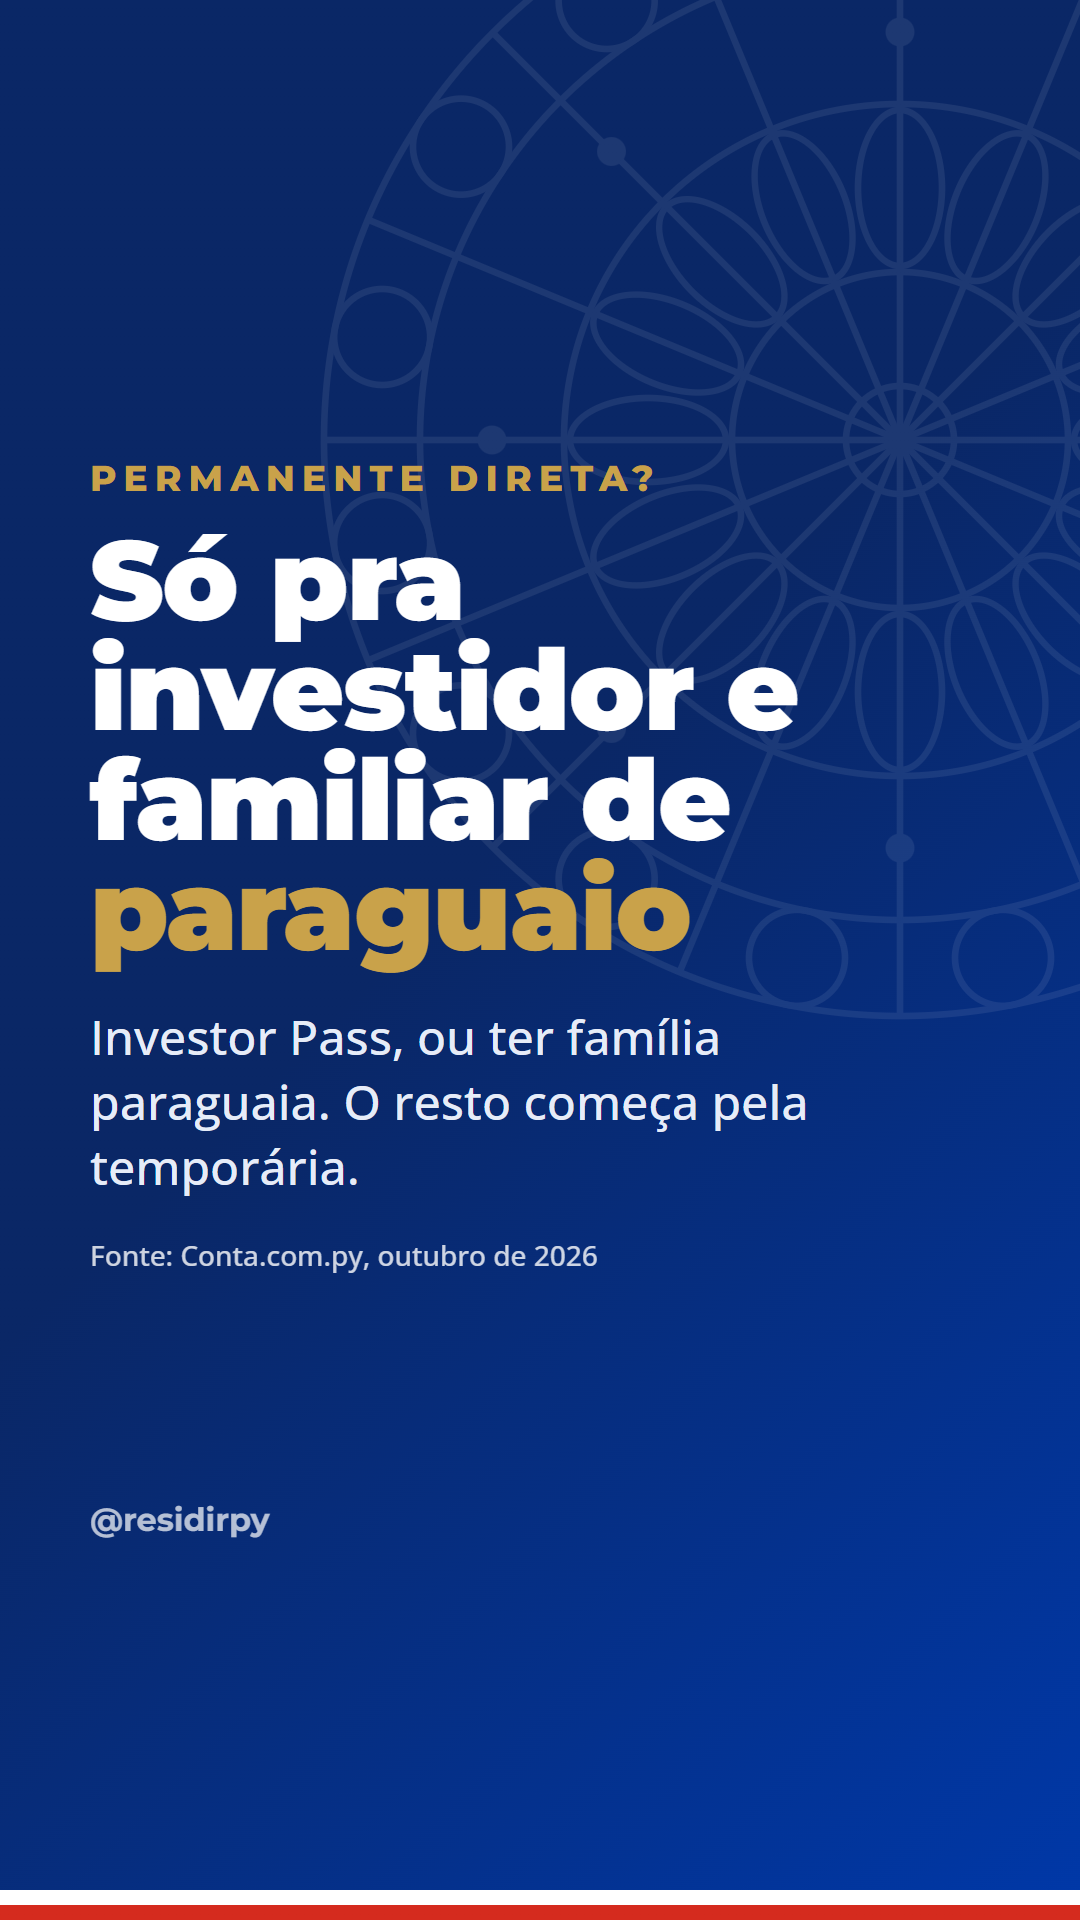 PERMANENTE DIRETA?
Só pra
investidor e
familiar de
paraguaio
Investor Pass, ou ter família
paraguaia. O resto começa pela
temporária.
Fonte: Conta.com.py, outubro de 2026
@residirpy